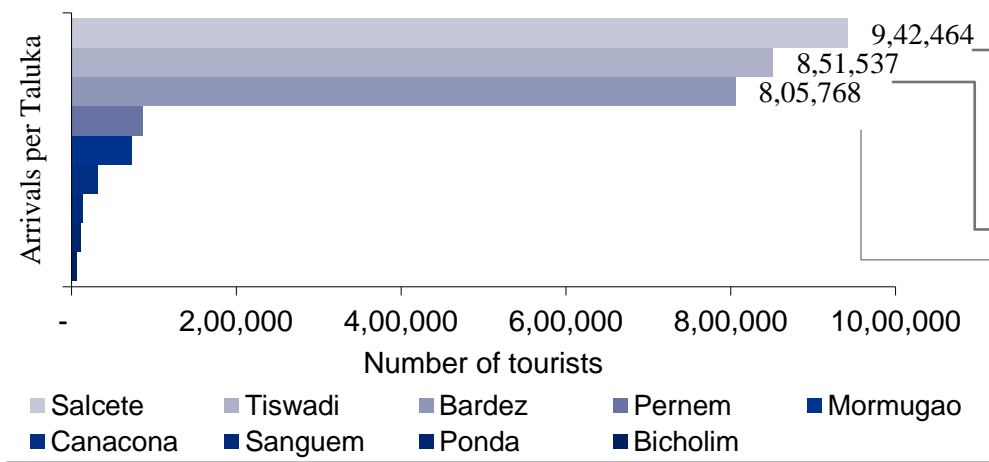 Arrivals per Taluka
9,42,464
8,51,537
8,05,768
- 2,00,000 4,00,000 6,00,000 8,00,000 10,00,000
Number of tourists
Salcete Tiswadi Bardez Pernem Mormugao
Canacona Sanguem Ponda Bicholim